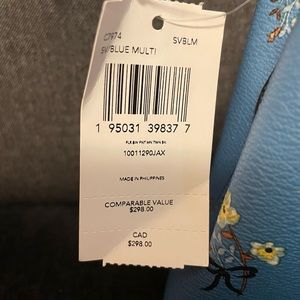 C7974 SVBLM
SV/BLUE MULTI
1 95031 39837 7
10011290JAX
MADE IN PHILIPPINES
COMPARABLE VALUE
$298.00
CAD
$298.00